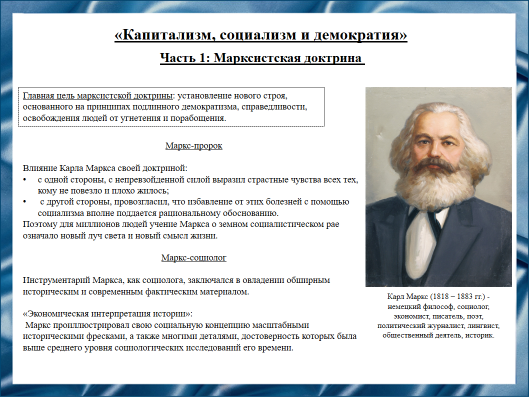 «Капитализм, социализм и демократия»
Часть 1: Марксистская доктрина
Главная цель марксистской доктрины: установление нового строя,
основанного на принципах подлинного демократизма, справедливости,
освобождения людей от угнетения и порабощения.
Маркс-пророк
Влияние Карла Маркса своей доктриной:
• с одной стороны, с непревзойденной силой выразил страстные чувства всех тех,
кому не повезло и плохо жилось;
• с другой стороны, провозгласил, что избавление от этих болезней с помощью
социализма вполне поддается рациональному обоснованию.
Поэтому для миллионов людей учение Маркса о земном социалистическом рае
означало новый луч света и новый смысл жизни.
Маркс-социолог
Инструментарий Маркса, как социолога, заключался в овладении обширным
историческим и современным фактическим материалом.
«Экономическая интерпретация истории»:
Маркс проиллюстрировал свою социальную концепцию масштабными
историческими фресками, а также многими деталями, достоверность которых была
выше среднего уровня социологических исследований его времени.
Карл Маркс (1818 – 1883 гг.) -
немецкий философ, социолог,
экономист, писатель, поэт,
политический журналист, лингвист,
общественный деятель, историк.